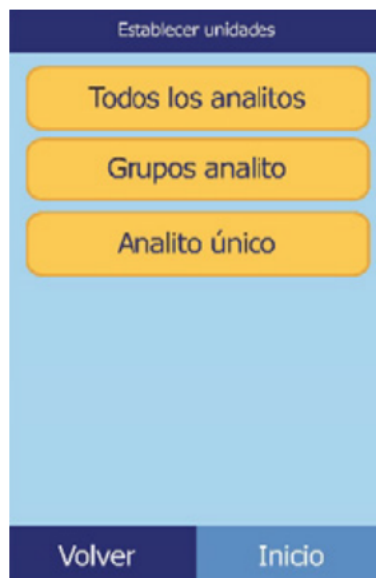 Establecer unidades
Todos los analitos
Grupos analito
Analito único
Volver
Inicio